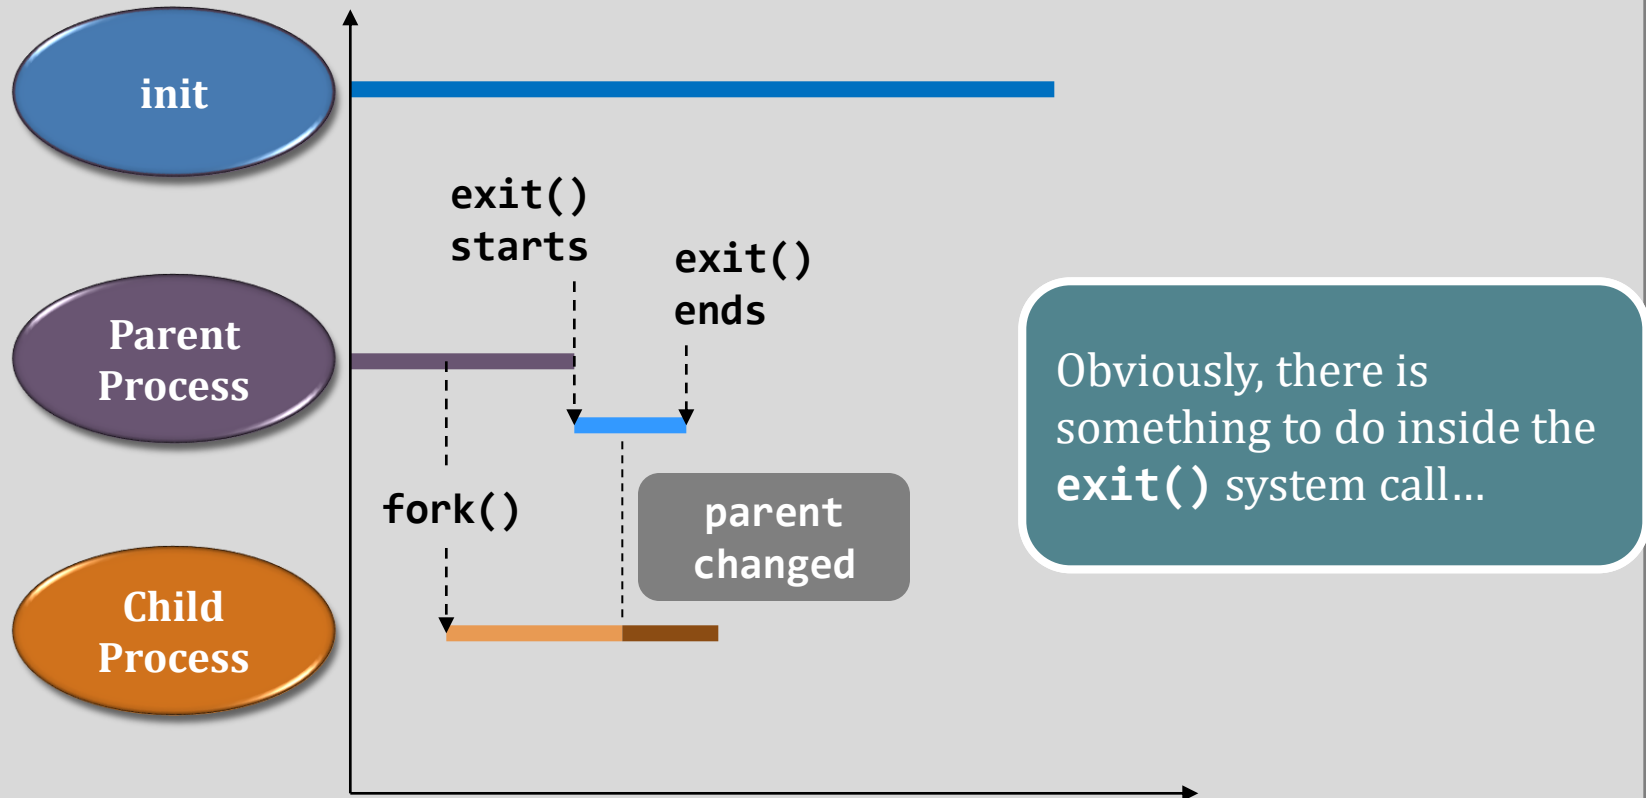 init
exit()
starts
exit()
ends
Parent
Process
Obviously, there is
something to do inside the
exit() system call…
fork()
parent
changed
Child
Process